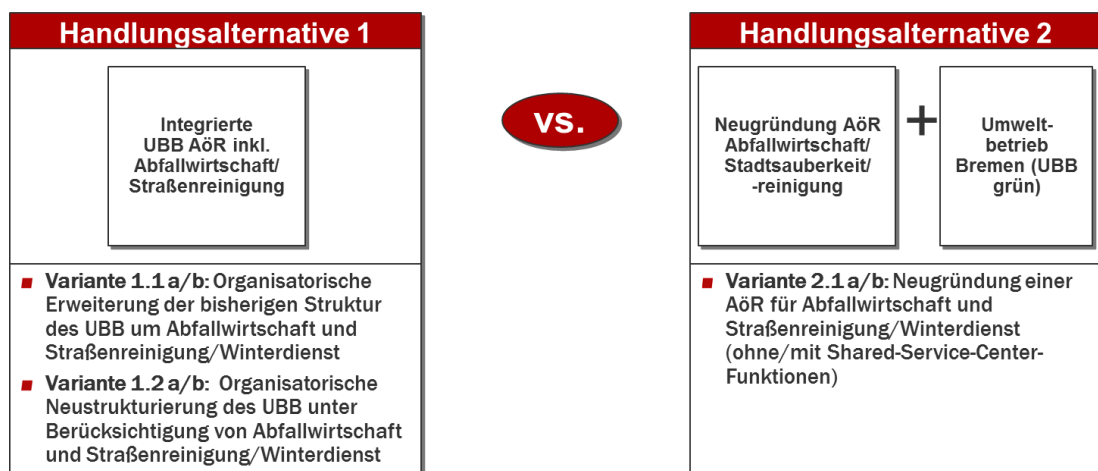 Handlungsalternative 1
Integrierte
UBB AöR inkl.
Abfallwirtschaft/
Straßenreinigung
■ Variante 1.1 a/b: Organisatorische
Erweiterung der bisherigen Struktur
des UBB um Abfallwirtschaft und
Straßenreinigung/Winterdienst
■ Variante 1.2 a/b: Organisatorische
Neustrukturierung des UBB unter
Berücksichtigung von Abfallwirtschaft
und Straßenreinigung/Winterdienst
vs.
Handlungsalternative 2
Neugründung AöR
Abfallwirtschaft/
Stadtsauberkeit/
-reinigung
+
Umwelt-
betrieb
Bremen (UBB
grün)
■ Variante 2.1 a/b: Neugründung einer
AöR für Abfallwirtschaft und
Straßenreinigung/Winterdienst
(ohne/mit Shared-Service-Center-
Funktionen)